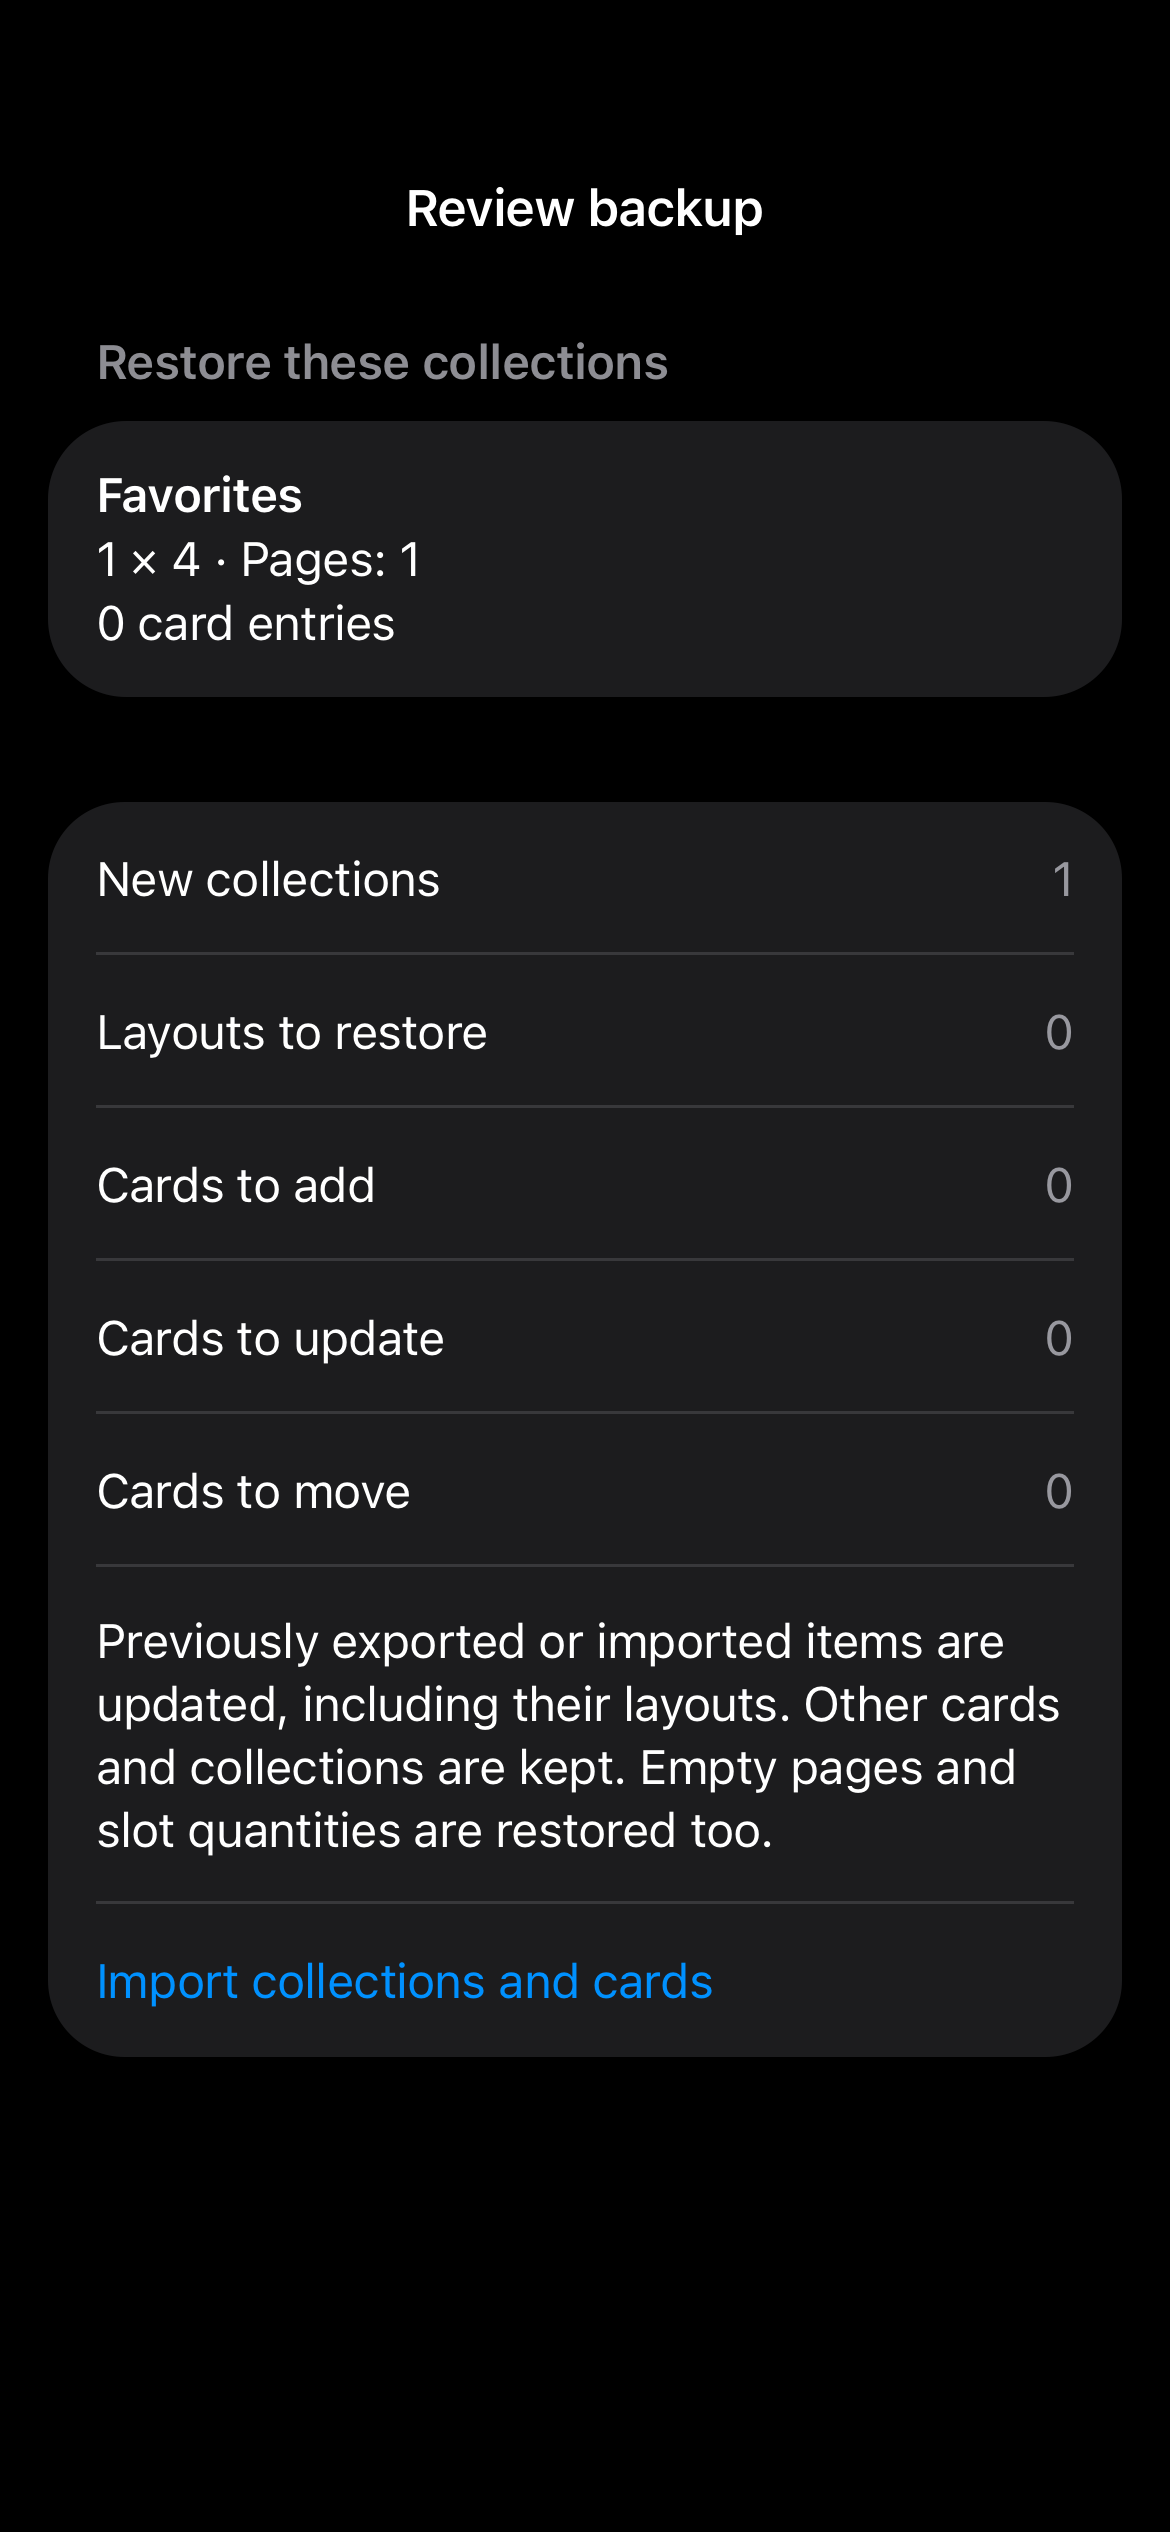 Review backup
Restore these collections
Favorites
1 × 4 · Pages: 1
0 card entries
New collections 1
Layouts to restore 0
Cards to add 0
Cards to update 0
Cards to move 0
Previously exported or imported items are
updated, including their layouts. Other cards
and collections are kept. Empty pages and
slot quantities are restored too.
Import collections and cards